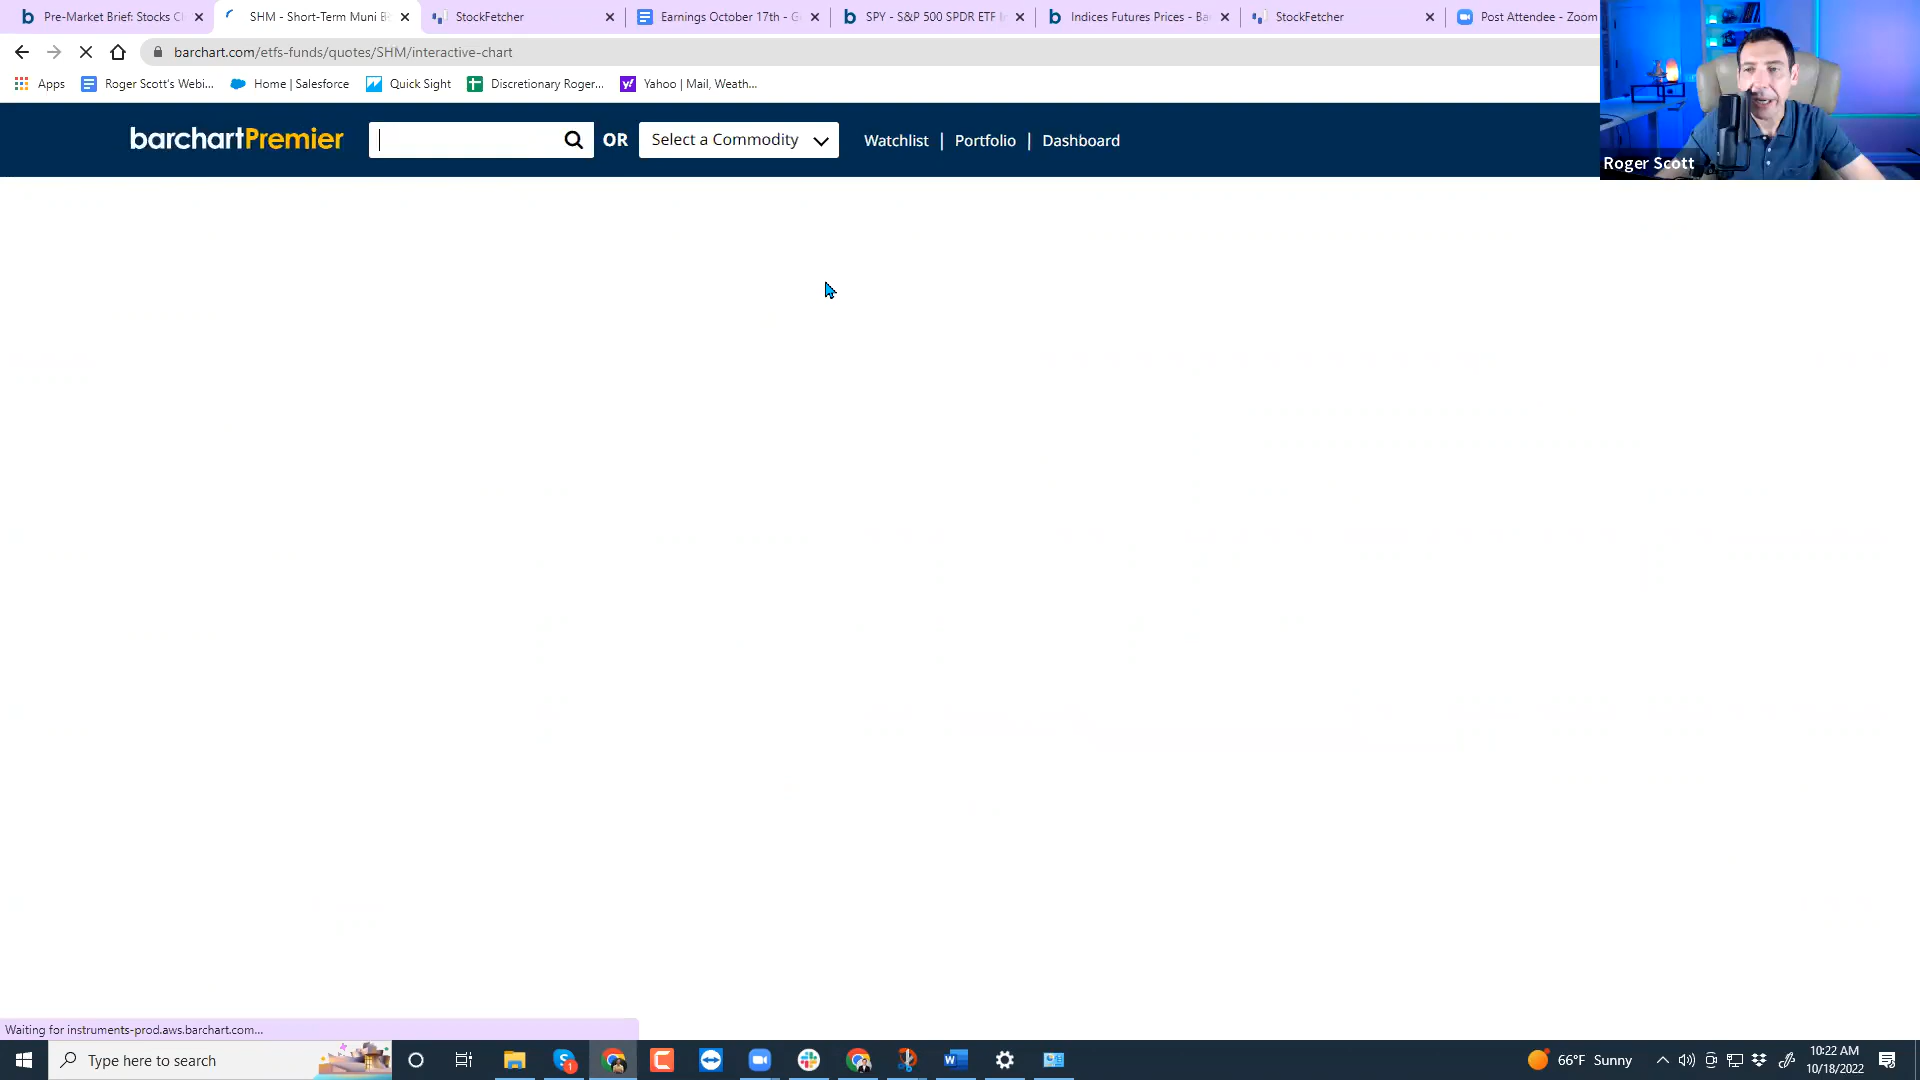 Pre-Market Brief: Stocks C
SHM - Short-Term Muni B
StockFetcher
Earnings October 17th - G
SPY - S&P 500 SPDR ETF I
Indices Futures Prices - Ba
StockFetcher
Post Attendee - Zoom
barchart.com/etfs-funds/quotes/SHM/interactive-chart
Apps
Roger Scott's Webi...
Home | Salesforce
Quick Sight
Discretionary Roger...
Yahoo | Mail, Weath...
barchartPremier
OR
Select a Commodity
Watchlist | Portfolio | Dashboard
Roger Scott
Waiting for instruments-prod.aws.barchart.com...
Type here to search
66°F Sunny
10:22 AM
10/18/2022